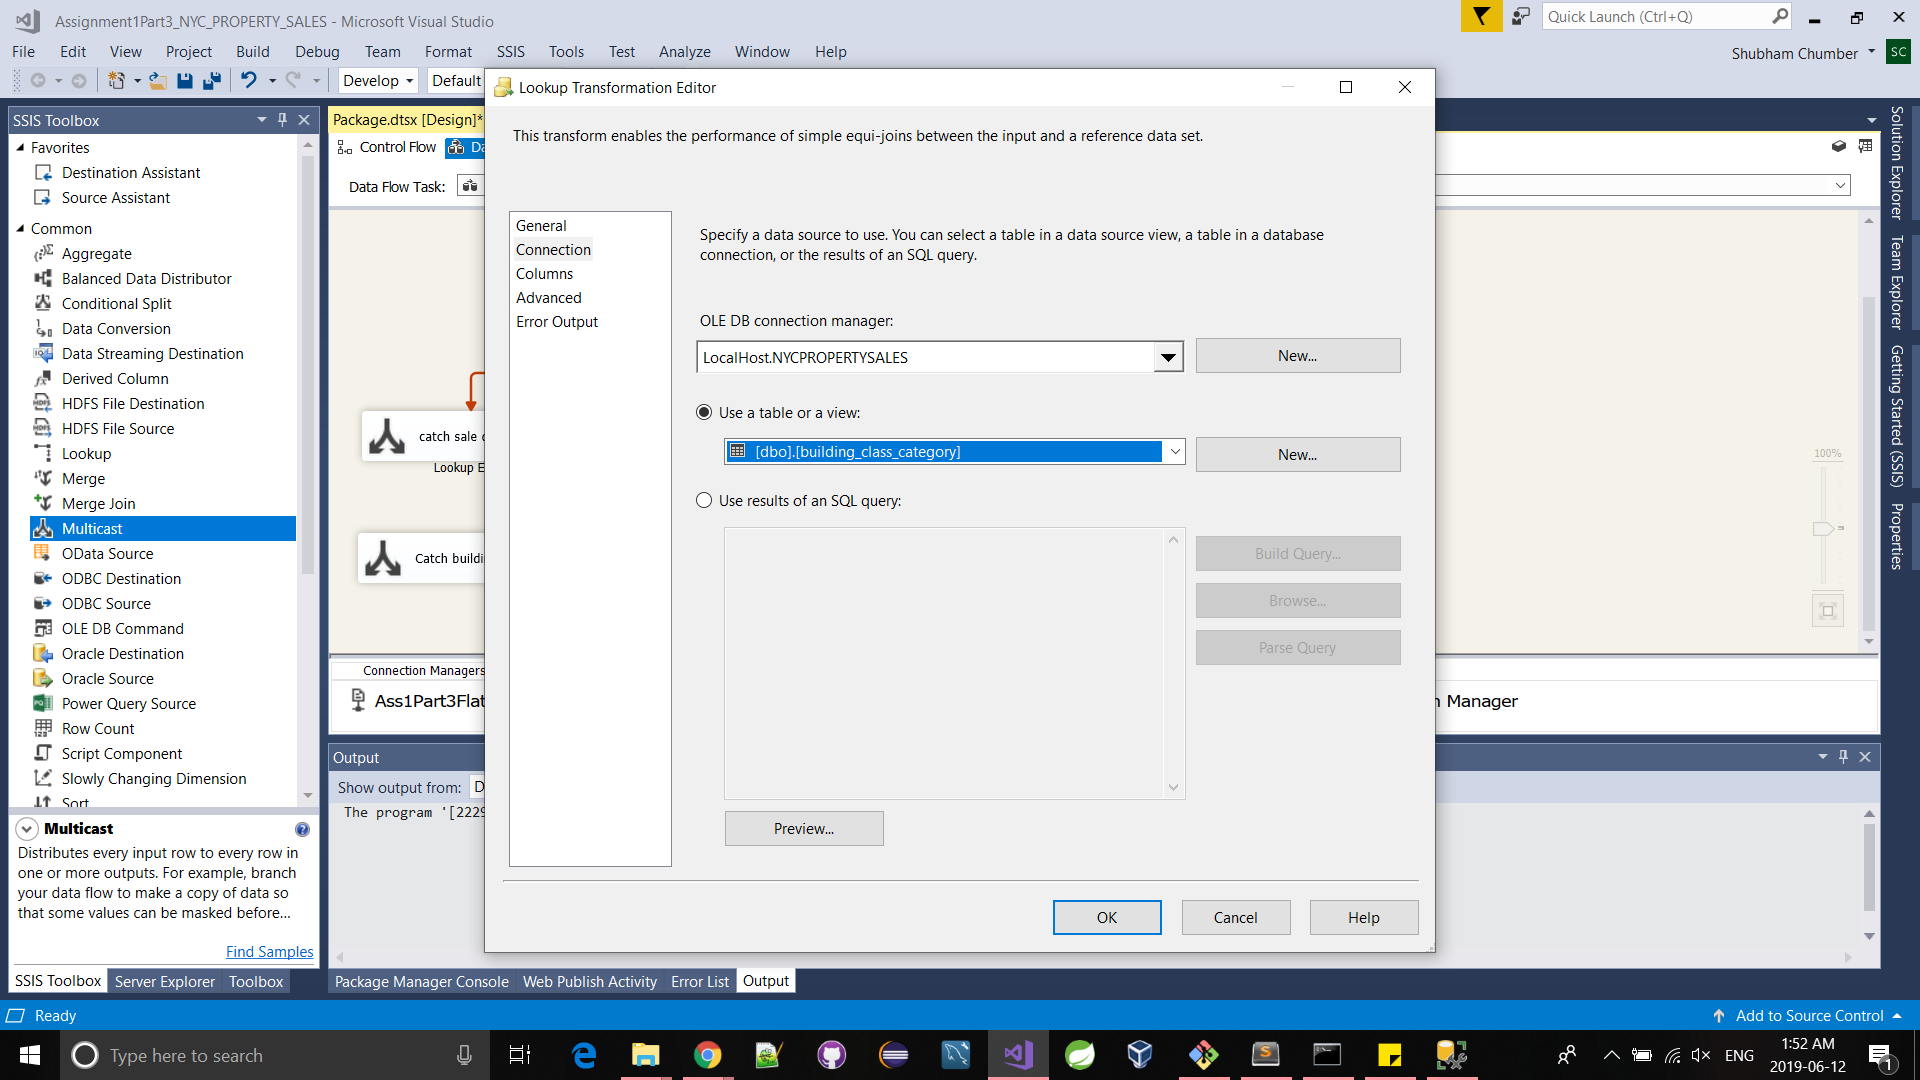 Assignment1Part3_NYC_PROPERTY_SALES - Microsoft Visual Studio
Quick Launch (Ctrl+Q)
File Edit View Project Build Debug Team Format SSIS Tools Test Analyze Window Help
Shubham Chumber
SC
Develop
Default
SSIS Toolbox
Favorites
Destination Assistant
Source Assistant
Common
Aggregate
Balanced Data Distributor
Conditional Split
Data Conversion
Data Streaming Destination
Derived Column
HDFS File Destination
HDFS File Source
Lookup
Merge
Merge Join
Multicast
OData Source
ODBC Destination
ODBC Source
OLE DB Command
Oracle Destination
Oracle Source
Power Query Source
Row Count
Script Component
Slowly Changing Dimension
Sort
Multicast
Distributes every input row to every row in
one or more outputs. For example, branch
your data flow to make a copy of data so
that some values can be masked before...
Find Samples
SSIS Toolbox Server Explorer Toolbox
Package.dtsx [Design]*
Control Flow
Da
Data Flow Task:
catch sale
Lookup E
Catch buildi
Connection Managers
Ass1Part3Flat
n Manager
Output
Show output from: D
The program '[2229
Package Manager Console Web Publish Activity Error List Output
Lookup Transformation Editor
This transform enables the performance of simple equi-joins between the input and a reference data set.
General
Connection
Columns
Advanced
Error Output
Specify a data source to use. You can select a table in a data source view, a table in a database
connection, or the results of an SQL query.
OLE DB connection manager:
LocalHost.NYCPROPERTYSALES
New...
Use a table or a view:
[dbo].[building_class_category]
New...
Use results of an SQL query:
Build Query...
Browse...
Parse Query
Preview...
OK
Cancel
Help
100%
Solution Explorer
Team Explorer
Getting Started (SSIS)
Properties
Ready
Add to Source Control
Type here to search
ENG
1:52 AM
2019-06-12
1